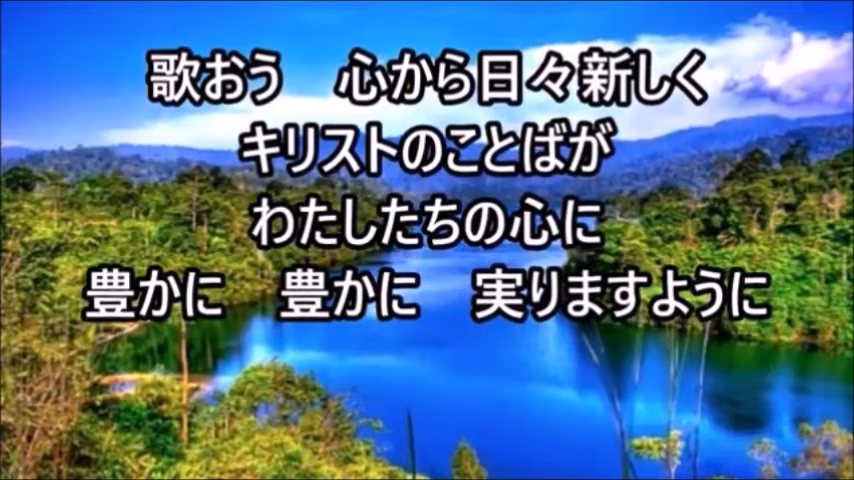 歌おう　心から日々新しく
キリストのことばが
わたしたちの心に
豊かに　豊かに　実りますように